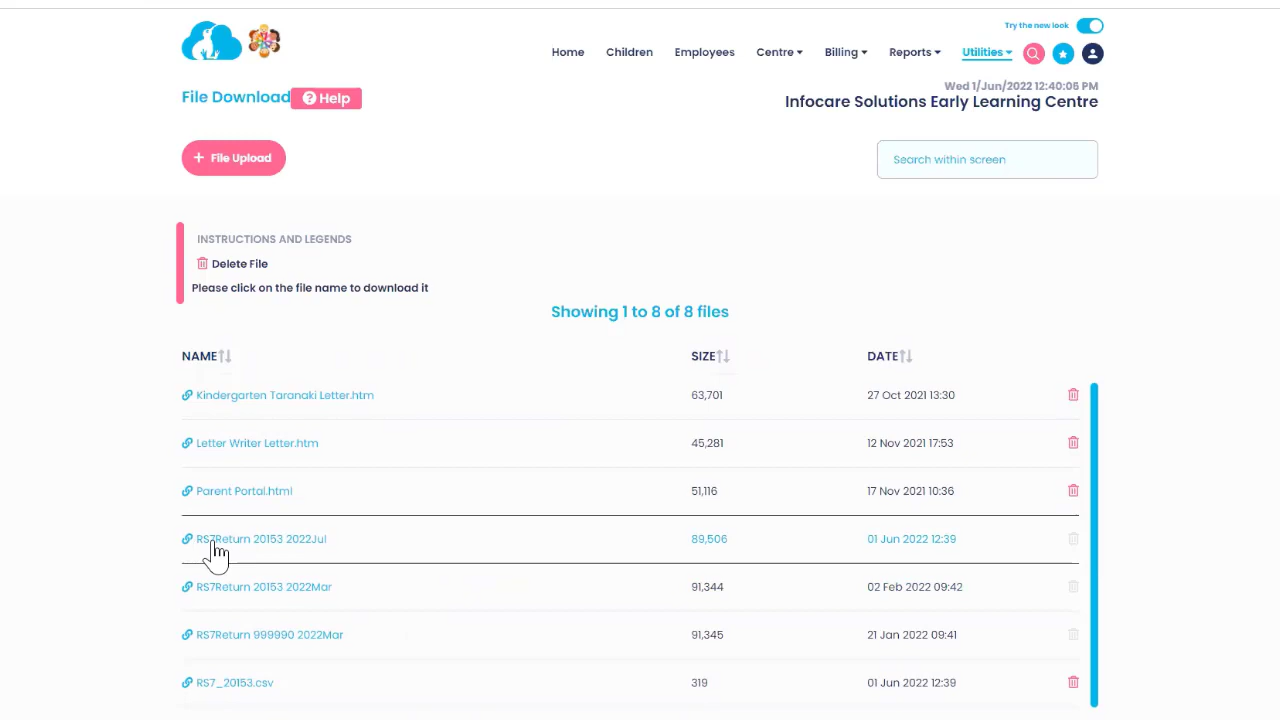 Try the new look
Home Children Employees Centre Billing Reports Utilities
Wed 1/Jun/2022 12:40:05 PM
File Download Help
Infocare Solutions Early Learning Centre
+ File Upload
Search within screen
INSTRUCTIONS AND LEGENDS
Delete File
Please click on the file name to download it
Showing 1 to 8 of 8 files
NAME SIZE DATE
Kindergarten Taranaki Letter.htm 63,701 27 Oct 2021 13:30
Letter Writer Letter.htm 45,281 12 Nov 2021 17:53
Parent Portal.html 51,116 17 Nov 2021 10:36
RS7Return 20153 2022Jul 89,506 01 Jun 2022 12:39
RS7Return 20153 2022Mar 91,344 02 Feb 2022 09:42
RS7Return 999990 2022Mar 91,345 21 Jan 2022 09:41
RS7_20153.csv 319 01 Jun 2022 12:39